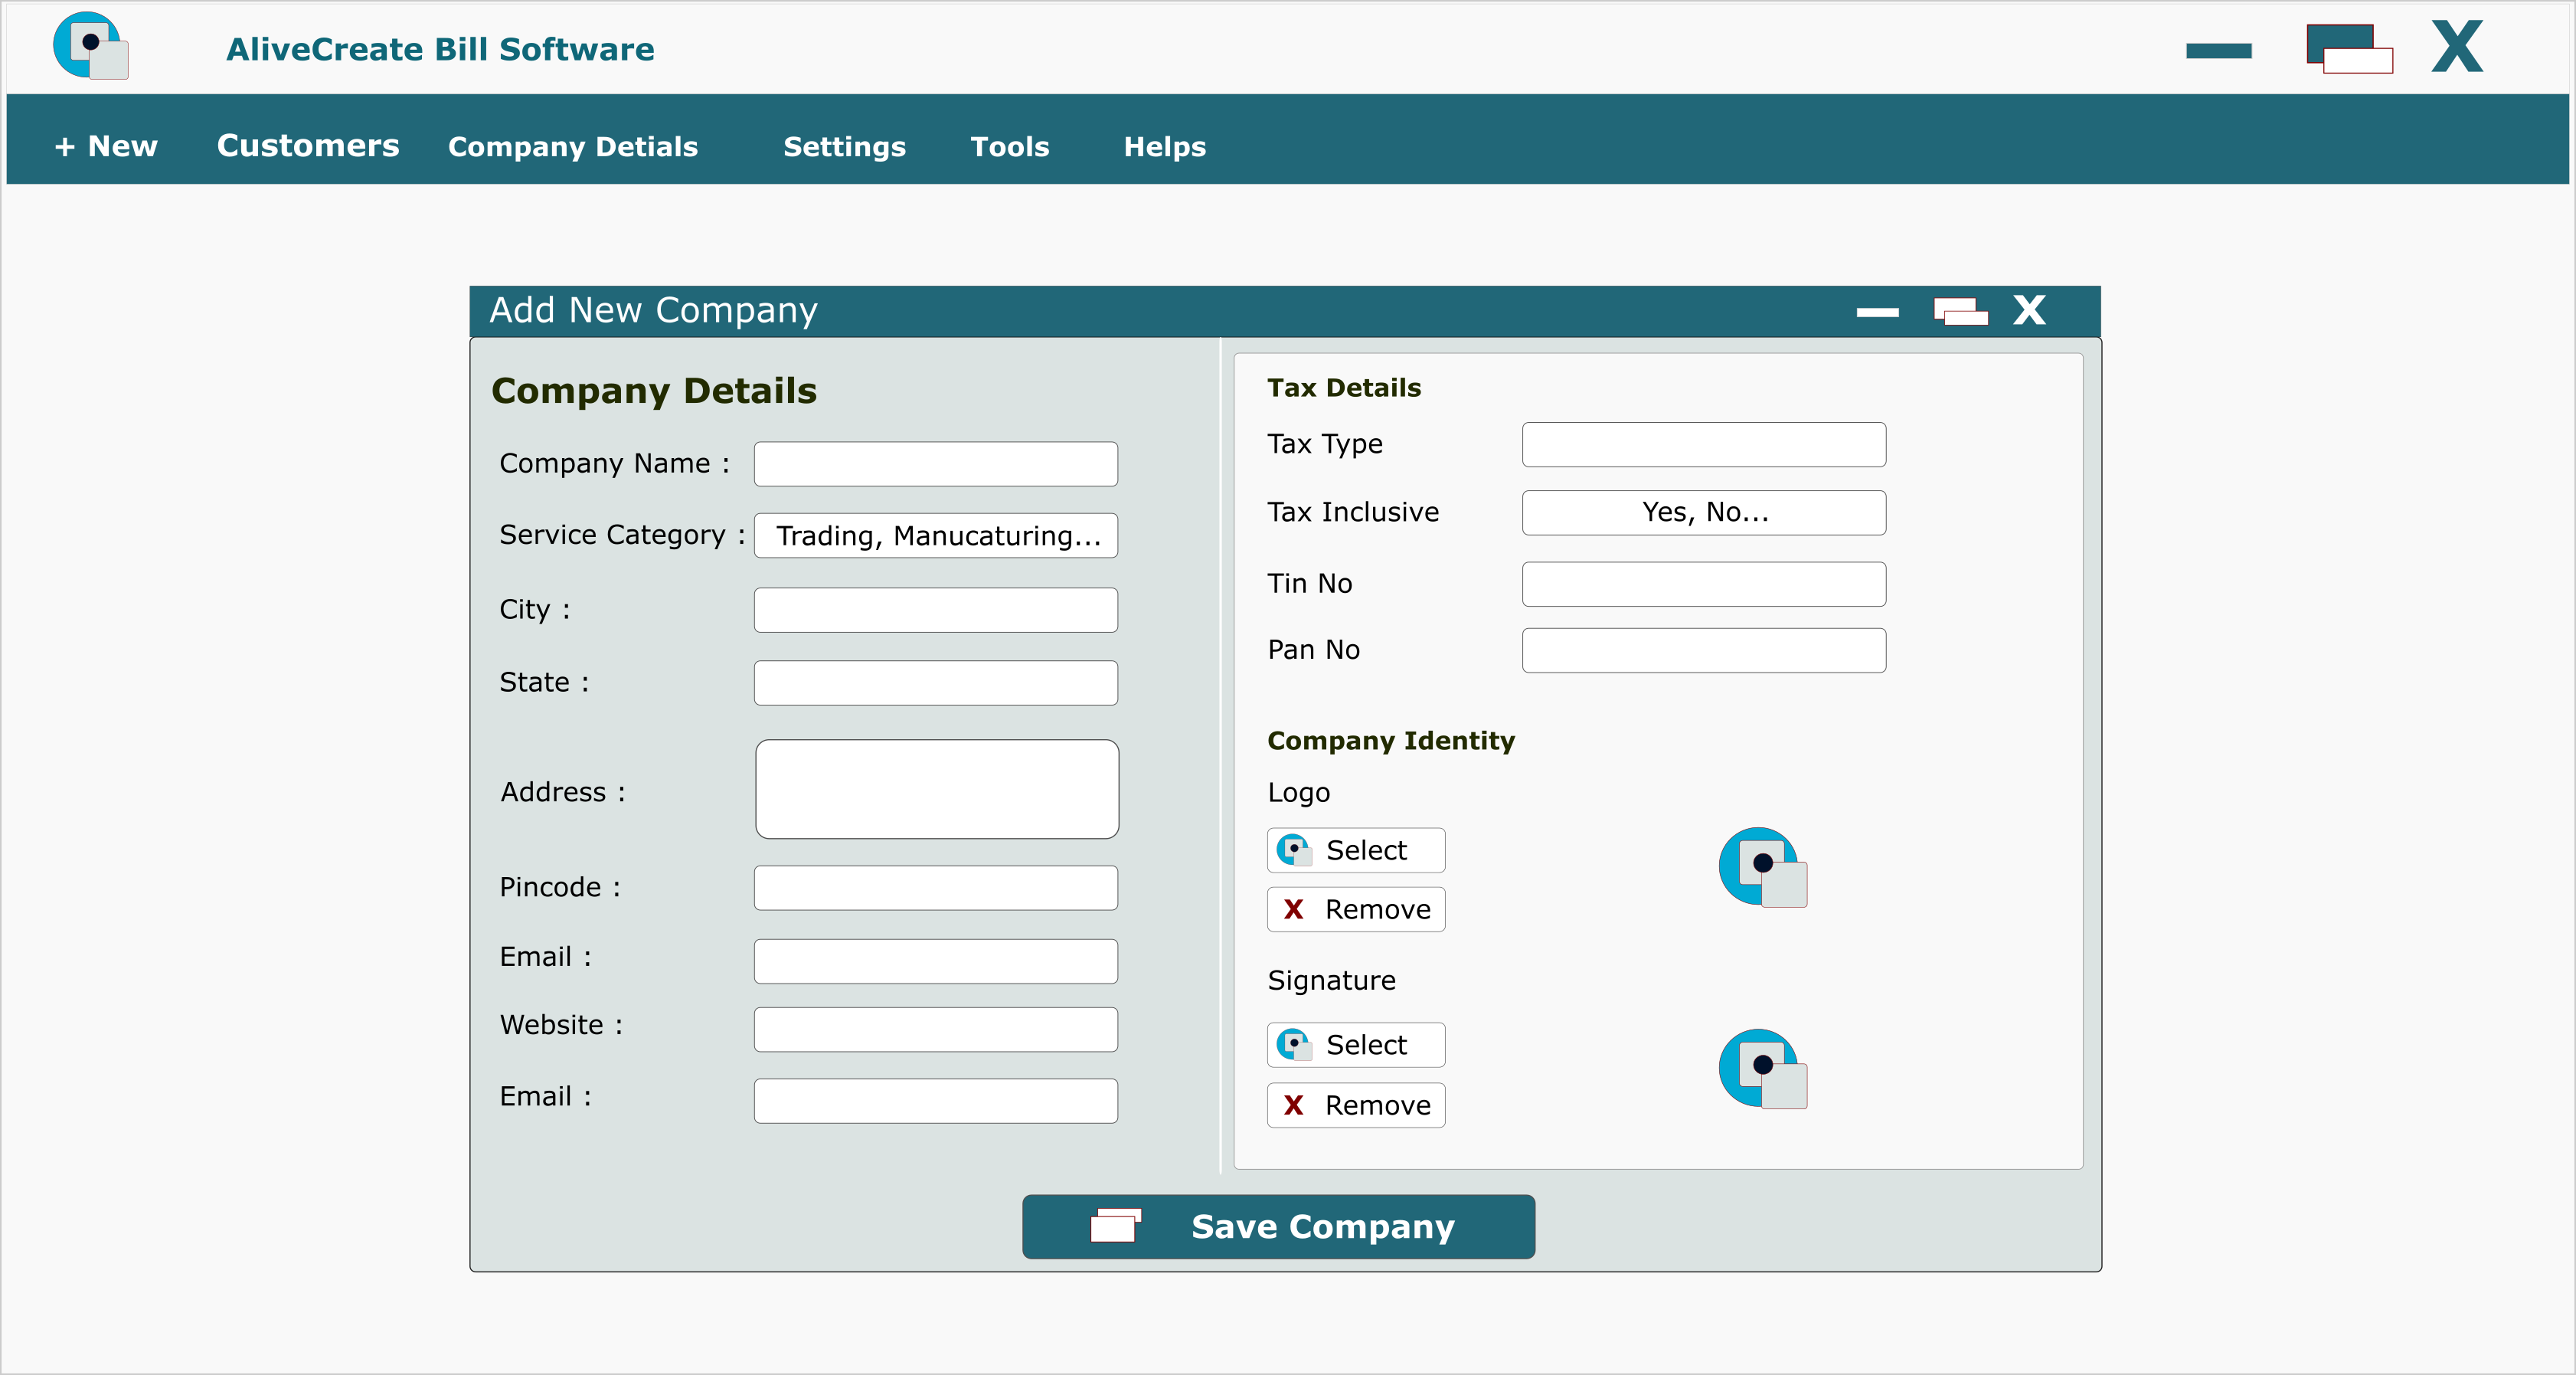 AliveCreate Bill Software
X
+ New Customers Company Detials Settings Tools Helps
Add New Company
X
Company Details
Company Name :
Service Category : Trading, Manucaturing...
City :
State :
Address :
Pincode :
Email :
Website :
Email :
Tax Details
Tax Type
Tax Inclusive Yes, No...
Tin No
Pan No
Company Identity
Logo
Select
X Remove
Signature
Select
X Remove
Save Company